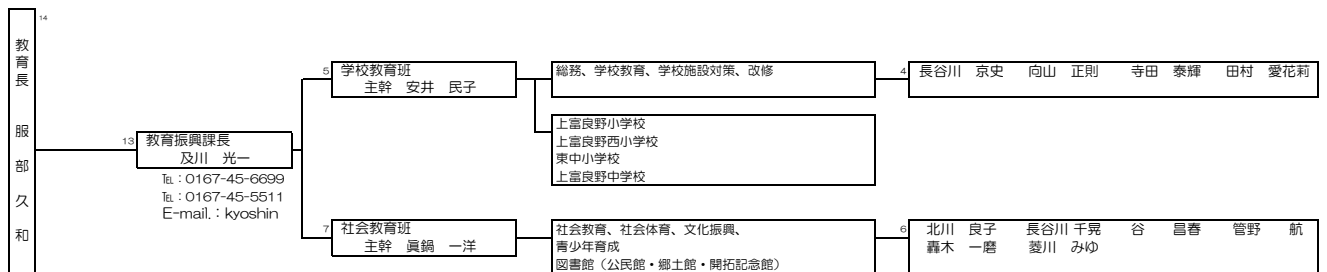 14
教育長　服部久和
13
教育振興課長
及川　光一
℡：0167-45-6699
℡：0167-45-5511
E-mail.：kyoshin
5
学校教育班
主幹　安井　民子
総務、学校教育、学校施設対策、改修
4
長谷川　京史　向山　正則　寺田　泰輝　田村　愛花莉
上富良野小学校
上富良野西小学校
東中小学校
上富良野中学校
7
社会教育班
主幹　眞鍋　一洋
社会教育、社会体育、文化振興、
青少年育成
図書館（公民館・郷土館・開拓記念館）
6
北川　良子　長谷川 千晃　谷　昌春　管野　航
轟木　一磨　菱川　みゆ